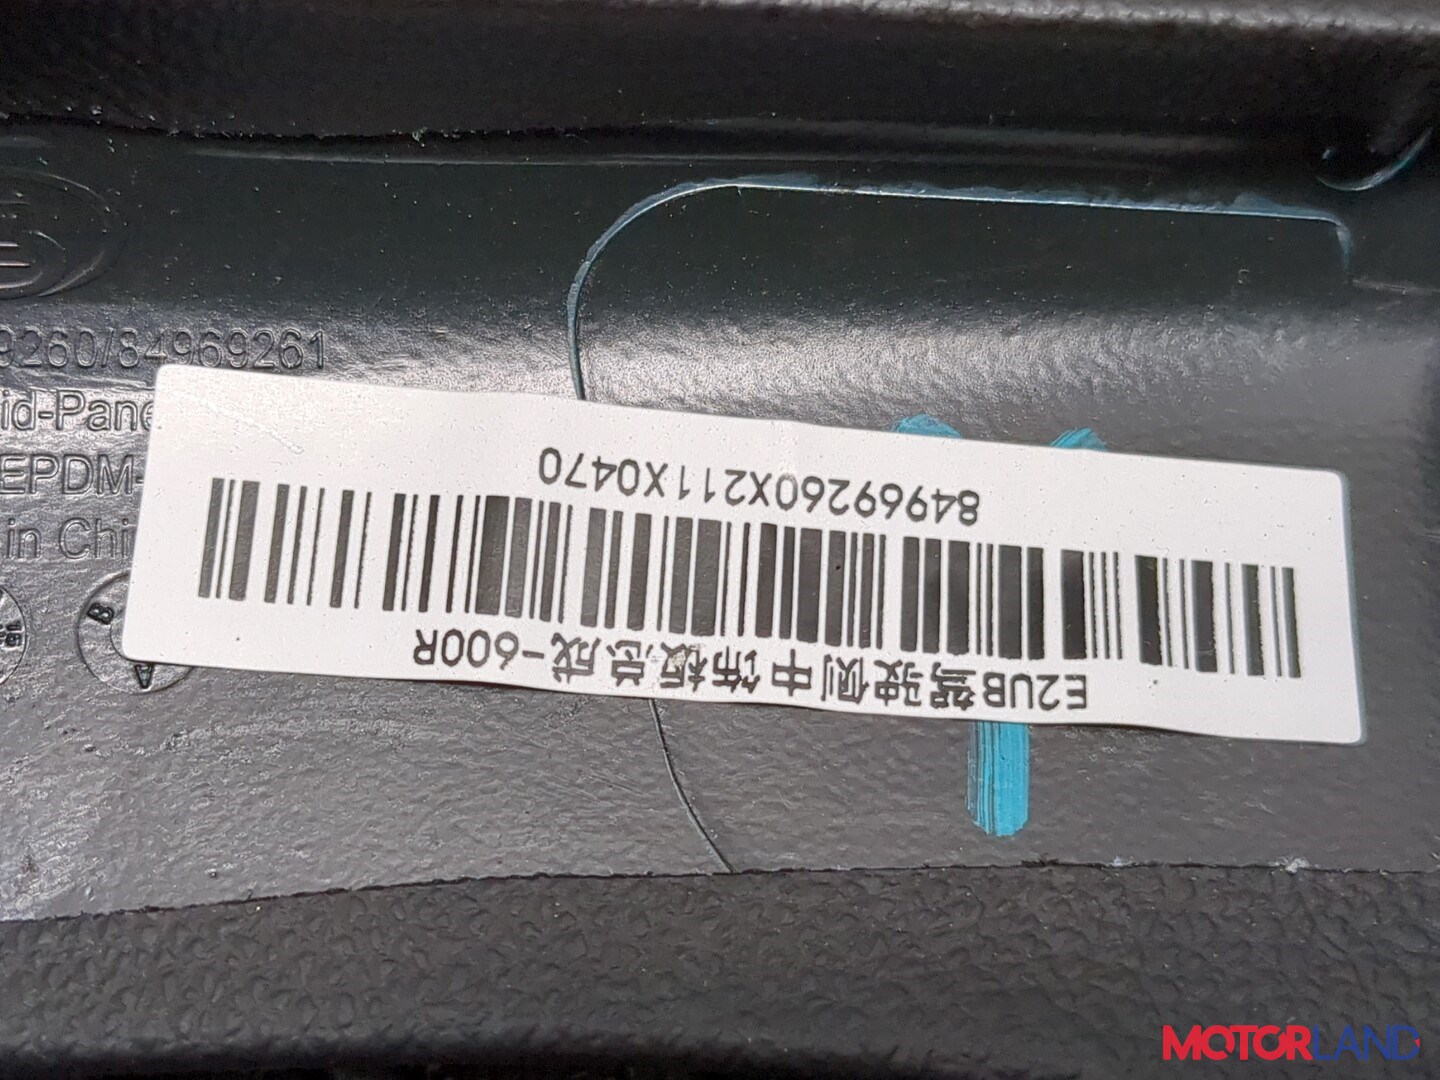 9260/84969261
id-Pane
EPDM-
in Chi
B
A
84969260X211X0470
E2UB驾驶侧中饰板总成-600R
MOTORLAND